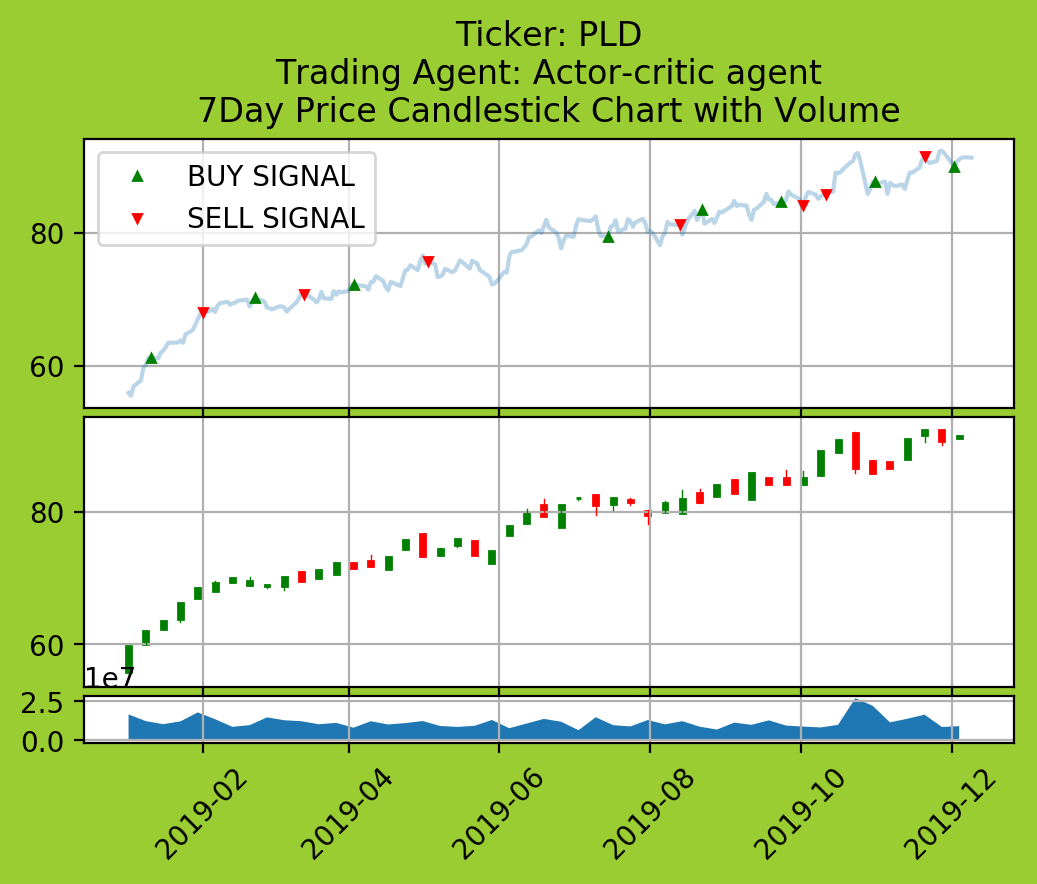 Ticker: PLD
Trading Agent: Actor-critic agent
7Day Price Candlestick Chart with Volume
BUY SIGNAL
SELL SIGNAL
80
60
80
60
1e7
2.5
0.0
2019-02
2019-04
2019-06
2019-08
2019-10
2019-12